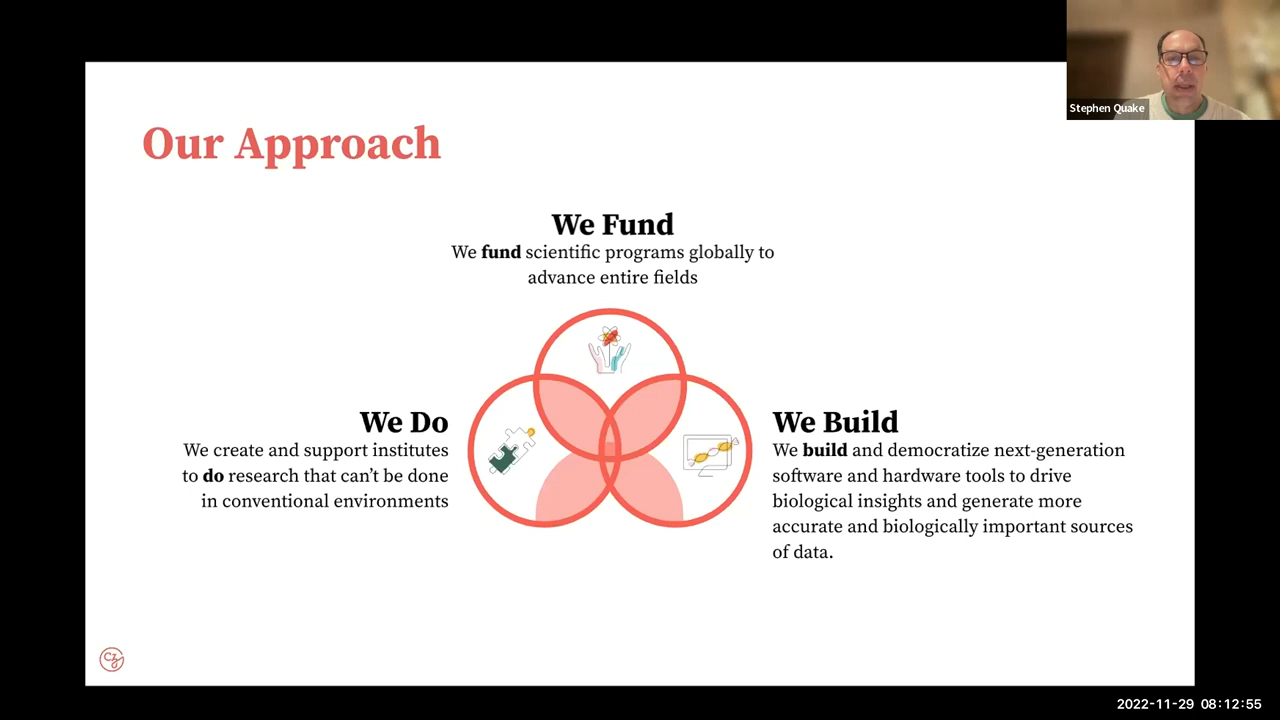 Stephen Quake
Our Approach
We Fund
We fund scientific programs globally to
advance entire fields
We Do
We create and support institutes
to do research that can’t be done
in conventional environments
We Build
We build and democratize next-generation
software and hardware tools to drive
biological insights and generate more
accurate and biologically important sources
of data.
CZ
2022-11-29 08:12:55